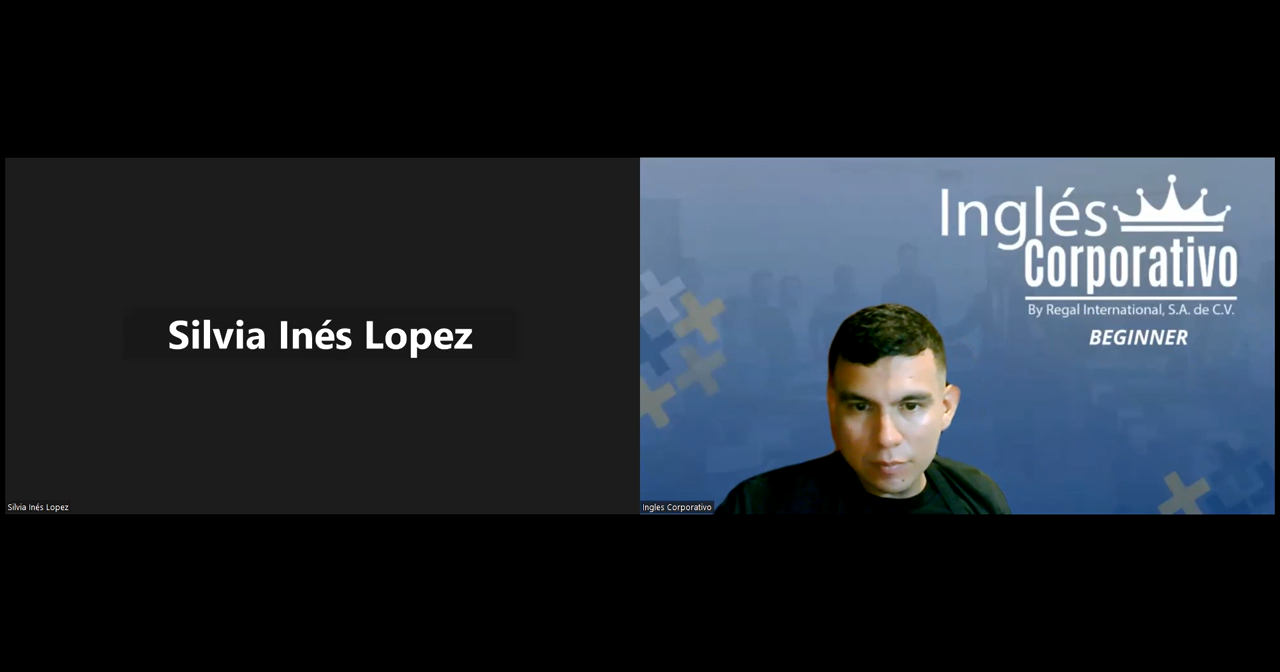 Silvia Inés Lopez
Silvia Inés Lopez
Inglés
Corporativo
By Regal International, S.A. de C.V.
BEGINNER
Ingles Corporativo